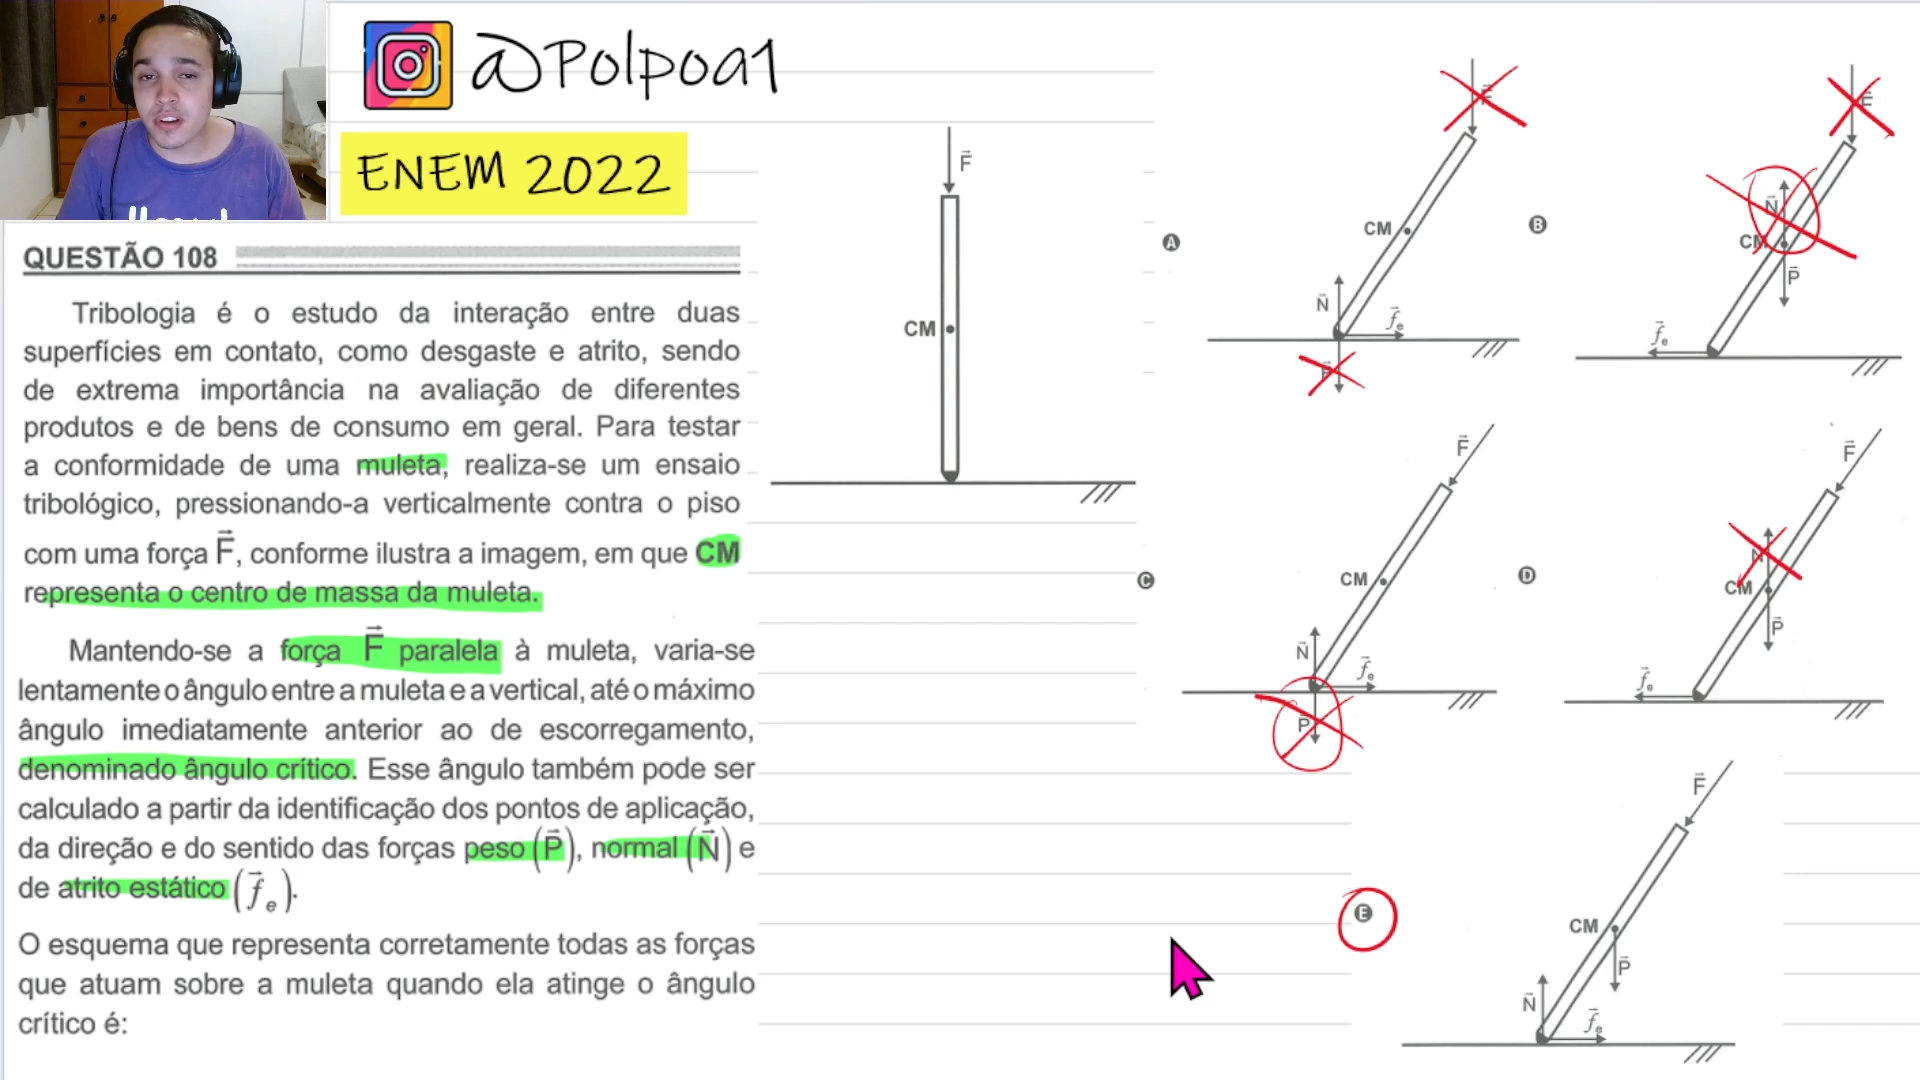 @Polpoa1
ENEM 2022
QUESTÃO 108
Tribologia é o estudo da interação entre duas
superfícies em contato, como desgaste e atrito, sendo
de extrema importância na avaliação de diferentes
produtos e de bens de consumo em geral. Para testar
a conformidade de uma muleta, realiza-se um ensaio
tribológico, pressionando-a verticalmente contra o piso
com uma força F⃗, conforme ilustra a imagem, em que CM
representa o centro de massa da muleta.
Mantendo-se a força F⃗ paralela à muleta, varia-se
lentamente o ângulo entre a muleta e a vertical, até o máximo
ângulo imediatamente anterior ao de escorregamento,
denominado ângulo crítico. Esse ângulo também pode ser
calculado a partir da identificação dos pontos de aplicação,
da direção e do sentido das forças peso (P⃗), normal (N⃗) e
de atrito estático (f⃗e).
O esquema que representa corretamente todas as forças
que atuam sobre a muleta quando ela atinge o ângulo
crítico é:
F⃗
CM
A
CM
N⃗
f⃗e
B
N⃗
CM
P⃗
f⃗e
C
F⃗
CM
N⃗
f⃗e
P⃗
D
F⃗
CM
P⃗
f⃗e
E
F⃗
CM
P⃗
N⃗
f⃗e